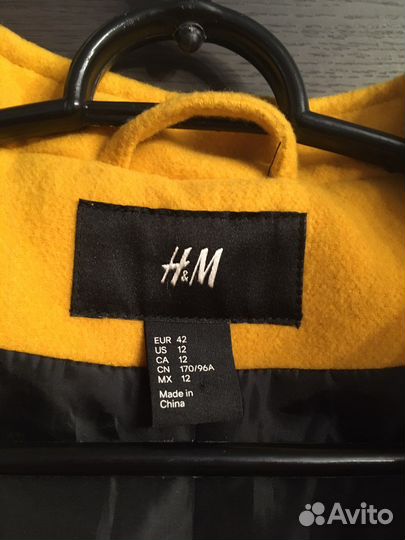 H&M
EUR 42
US 12
CA 12
CN 170/96A
MX 12
Made in
China
Avito